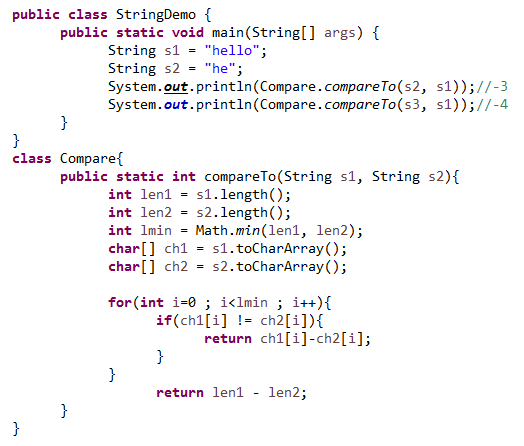 public class StringDemo {
public static void main(String[] args) {
String s1 = "hello";
String s2 = "he";
System.out.println(Compare.compareTo(s2, s1));//-3
System.out.println(Compare.compareTo(s3, s1));//-4
}
}
class Compare{
public static int compareTo(String s1, String s2){
int len1 = s1.length();
int len2 = s2.length();
int lmin = Math.min(len1, len2);
char[] ch1 = s1.toCharArray();
char[] ch2 = s2.toCharArray();
for(int i=0 ; i<lmin ; i++){
if(ch1[i] != ch2[i]){
return ch1[i]-ch2[i];
}
}
return len1 - len2;
}
}